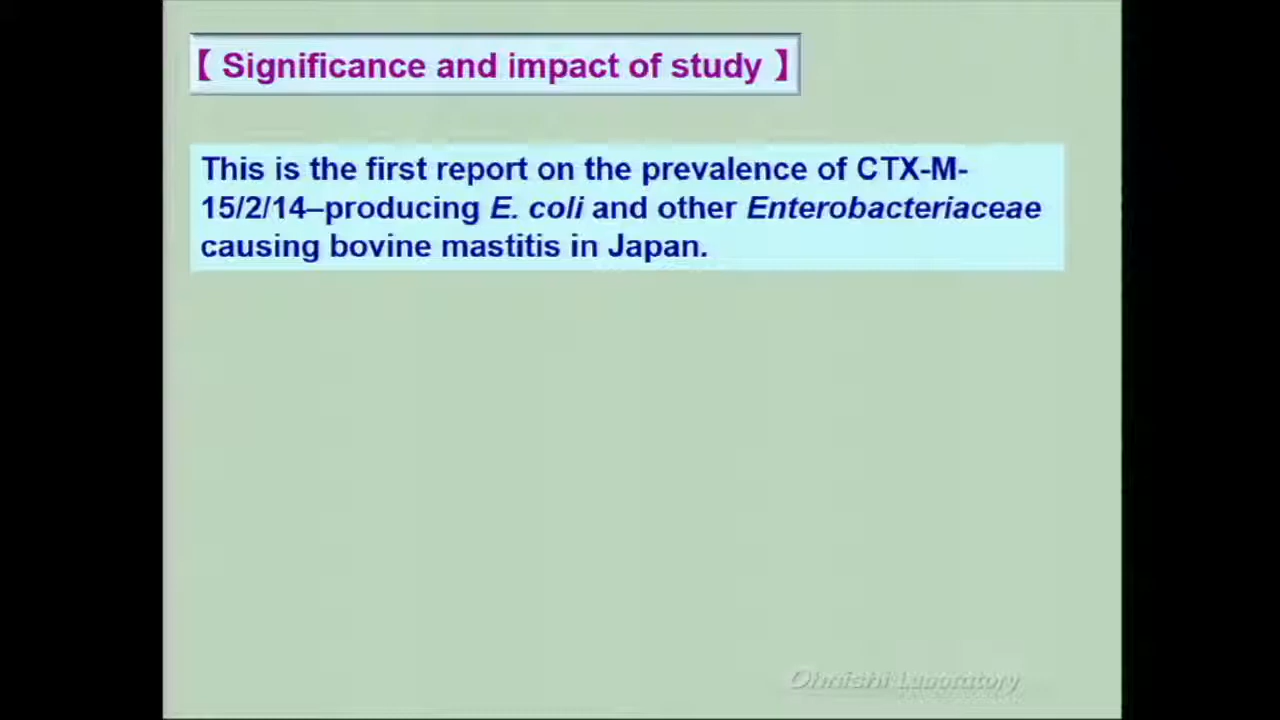 【 Significance and impact of study 】
This is the first report on the prevalence of CTX-M-
15/2/14–producing E. coli and other Enterobacteriaceae
causing bovine mastitis in Japan.
Ohnishi Laboratory